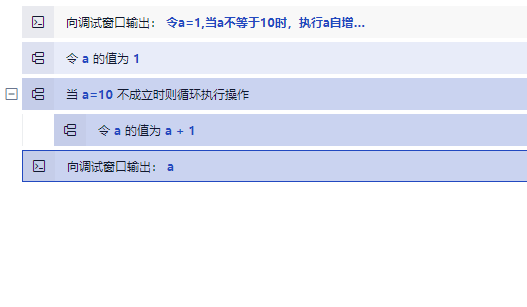 向调试窗口输出： 令a=1,当a不等于10时，执行a自增...
令 a 的值为 1
当 a=10 不成立时则循环执行操作
令 a 的值为 a + 1
向调试窗口输出： a